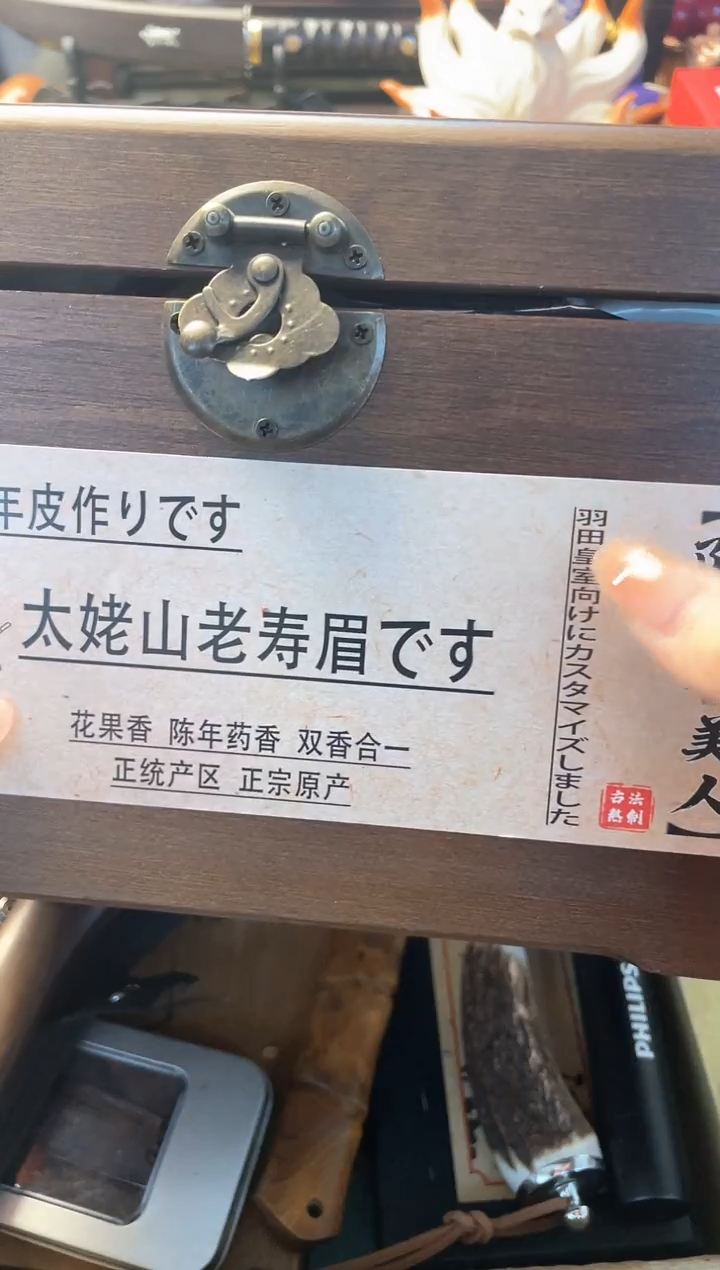 年皮作りです
太姥山老寿眉です
花果香 陈年药香 双香合一
正统产区 正宗原产
羽田皇室向けにカスタマイズしました
美人】
古法
熬制
PHILIPS